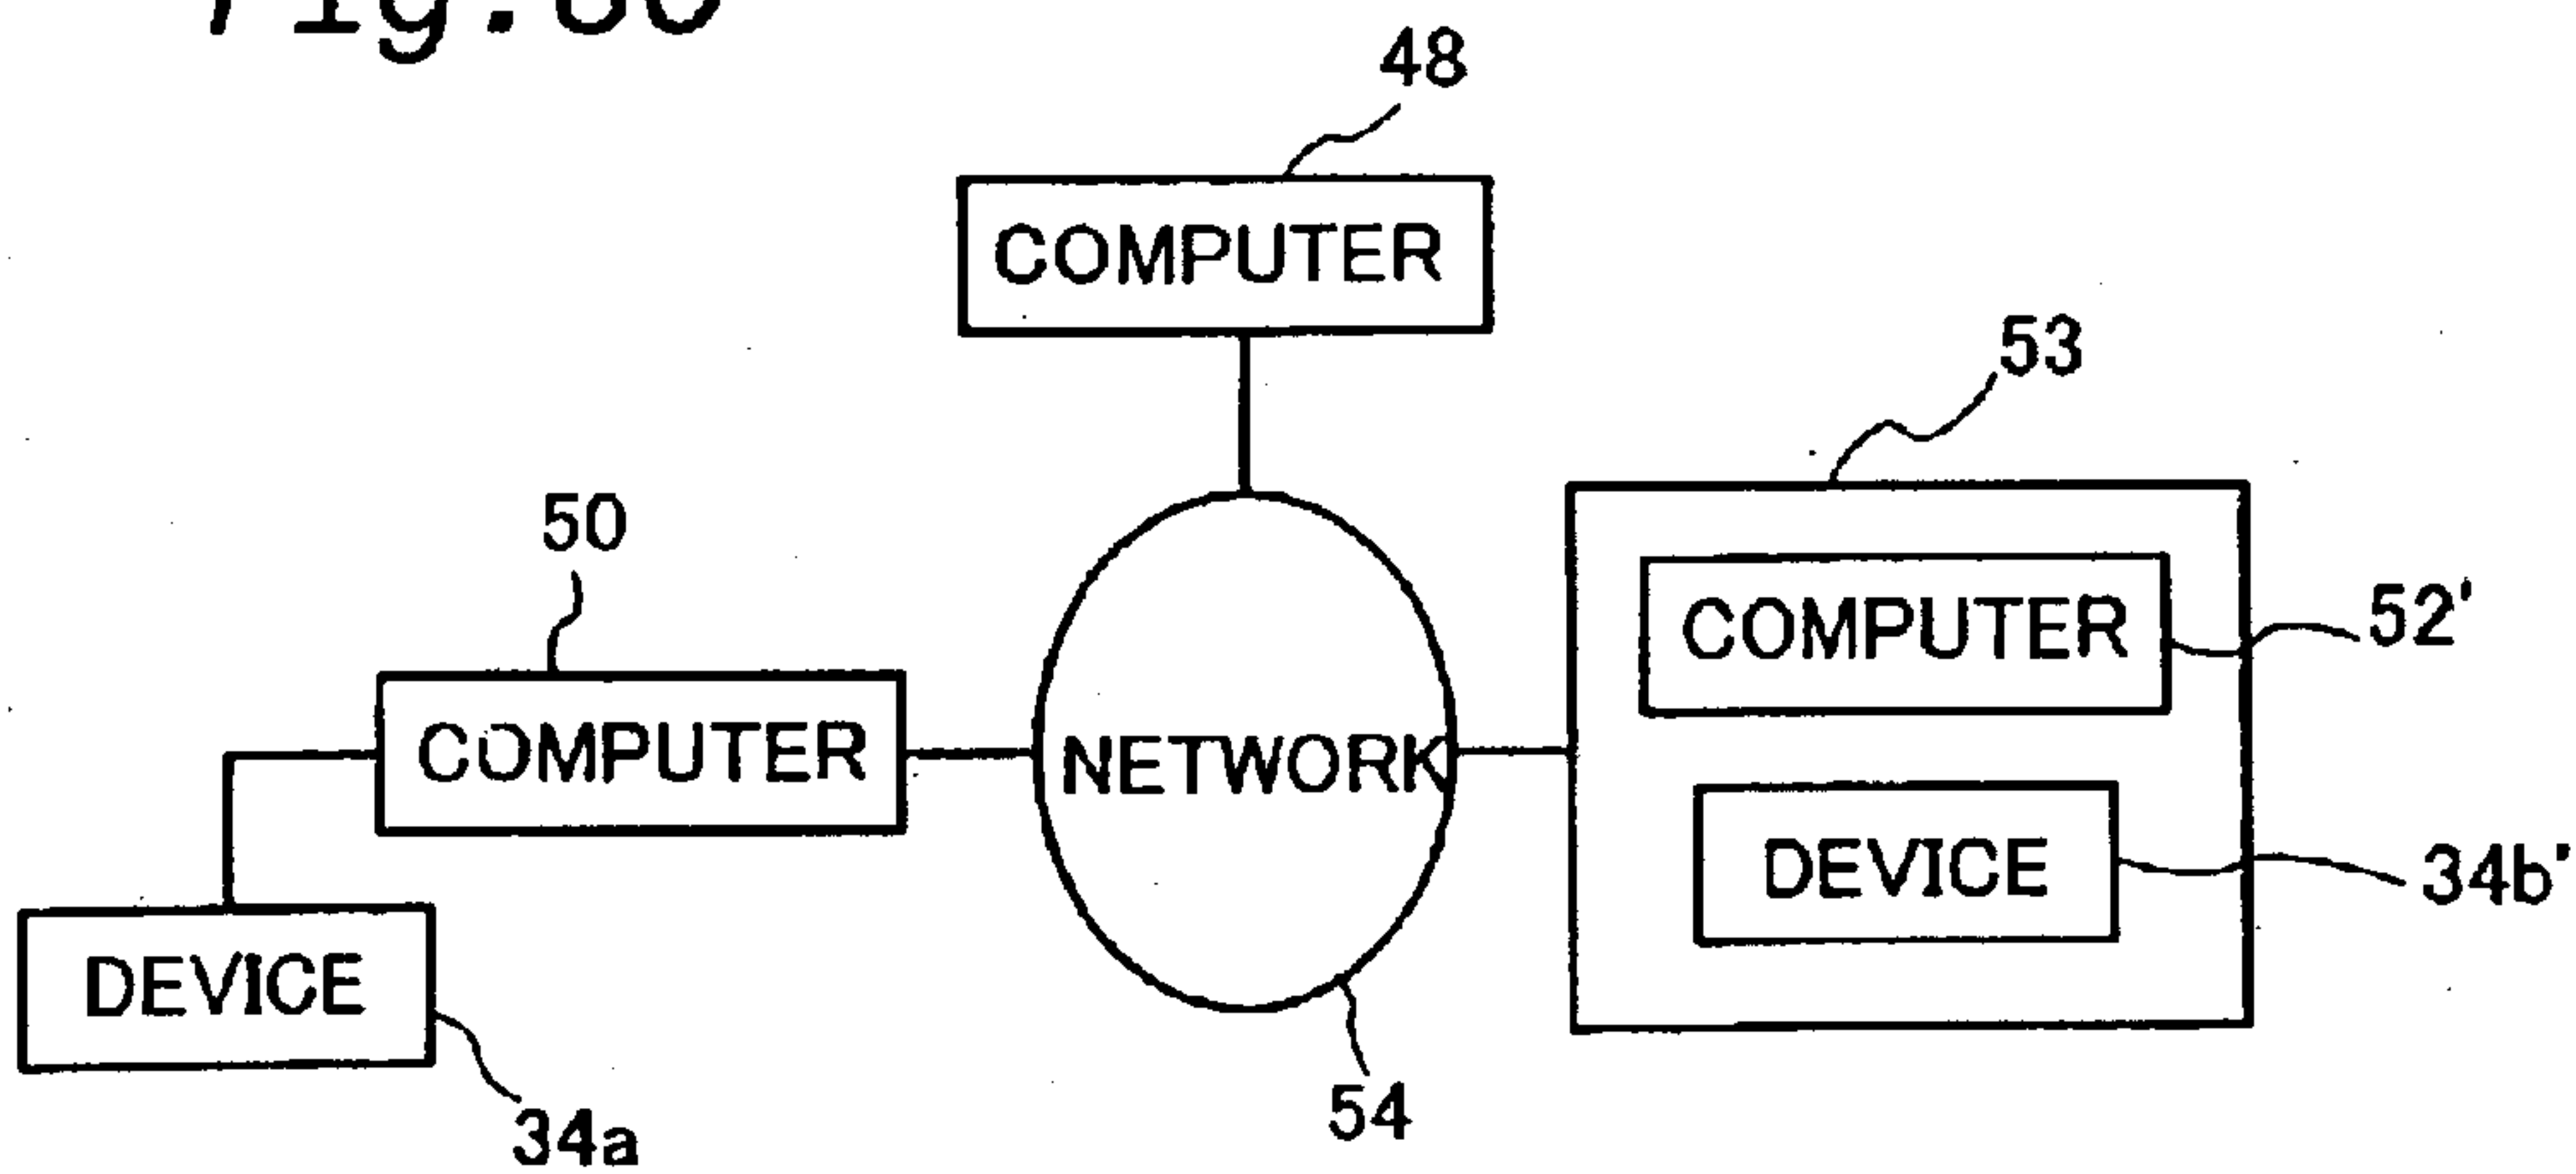 48
COMPUTER
53
50
COMPUTER
52'
COMPUTER
NETWORK
DEVICE
34b'
DEVICE
54
34a